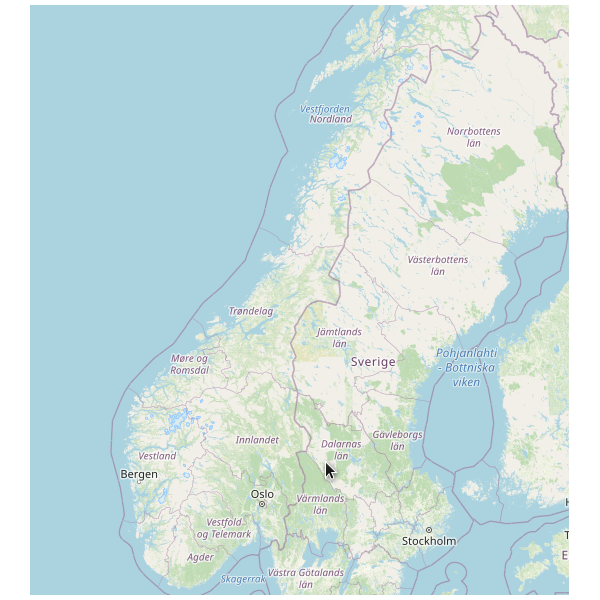 Vestfjorden
Nordland
Norrbottens
län
Västerbottens
län
Trøndelag
Jämtlands
län
Sverige
Pohjanlahti
- Bottniska
viken
Møre og
Romsdal
Innlandet
Gävleborgs
län
Dalarnas
län
Vestland
Bergen
Oslo
Värmlands
län
Vestfold
og Telemark
Stockholm
Agder
Skagerrak
Västra Götalands
län